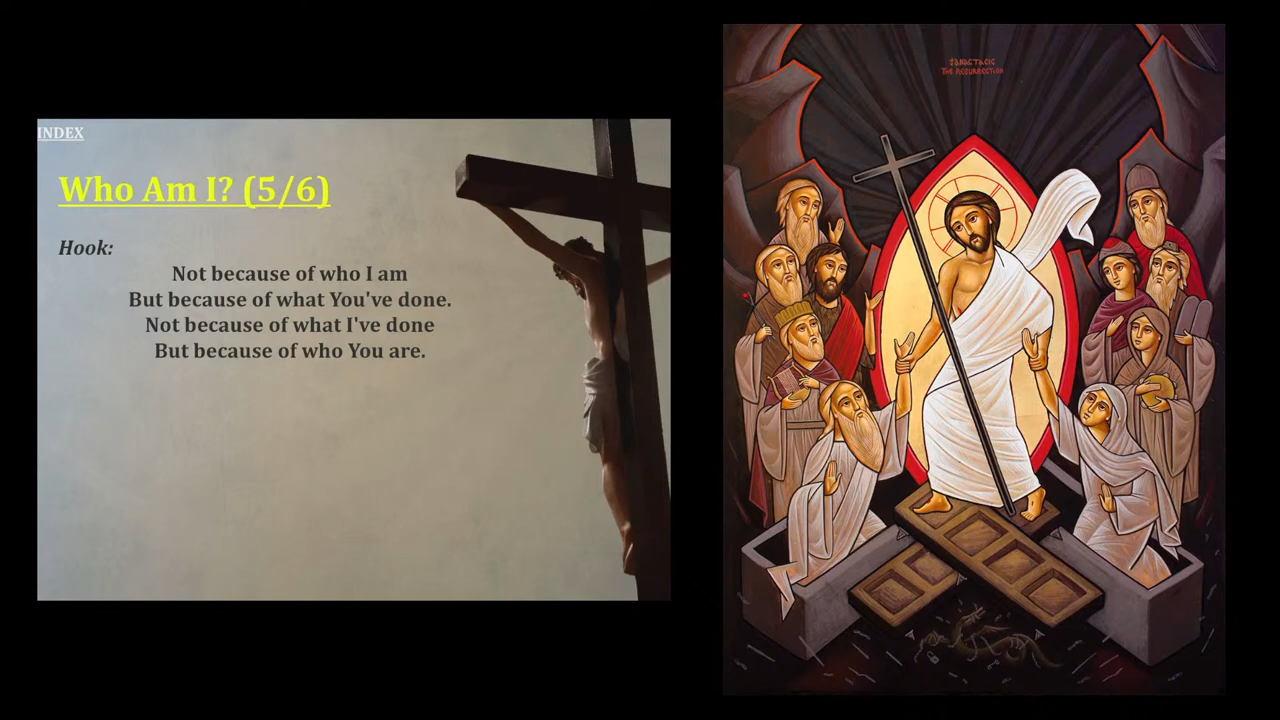 INDEX
Who Am I? (5/6)
Hook:
Not because of who I am
But because of what You've done.
Not because of what I've done
But because of who You are.
THE RESURRECTION